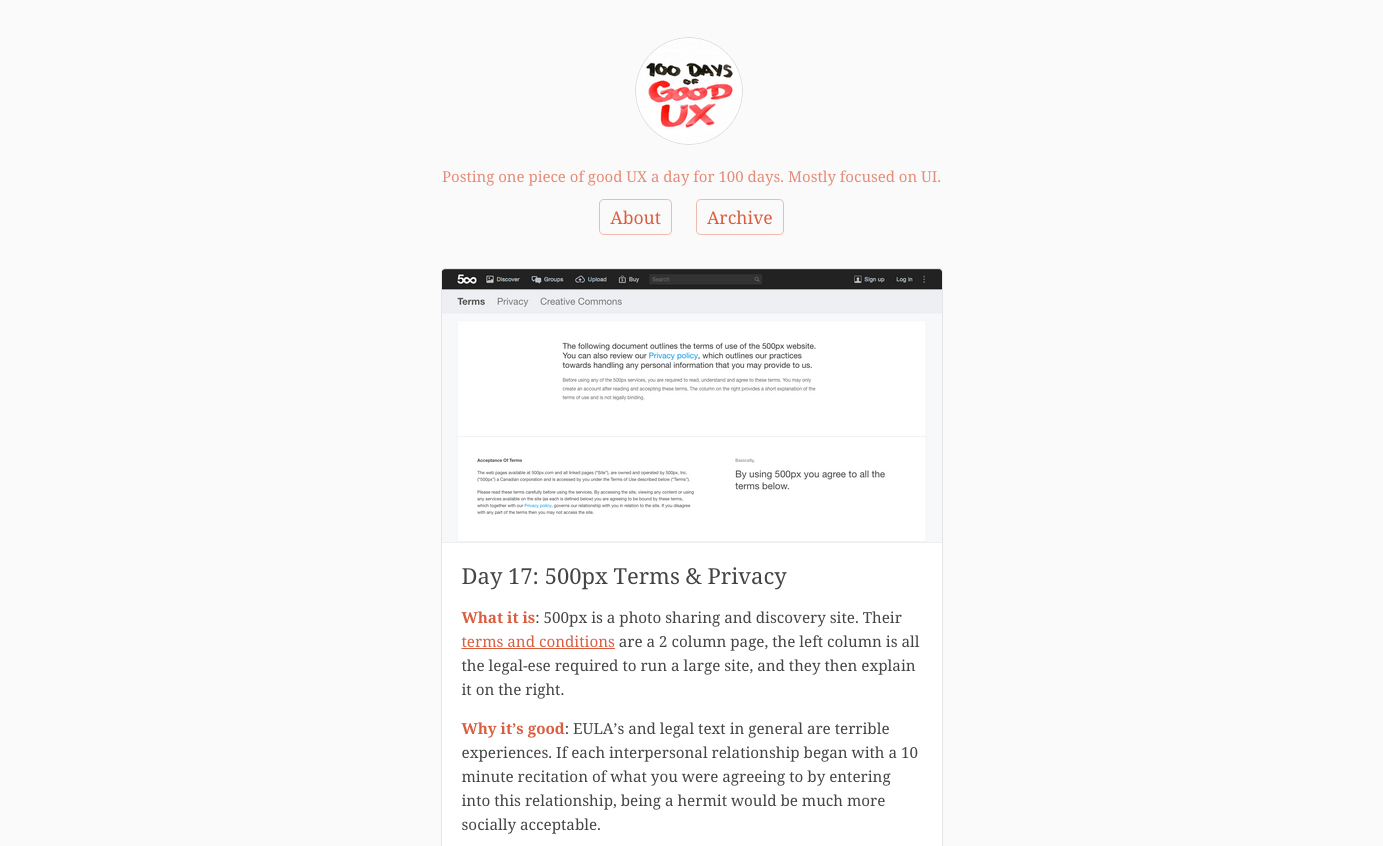 100 DAYS
OF
GOOD
UX
Posting one piece of good UX a day for 100 days. Mostly focused on UI.
About Archive
500 Discover Groups Upload Buy Search Sign up Log in
Terms Privacy Creative Commons
The following document outlines the terms of use of the 500px website.
You can also review our Privacy policy, which outlines our practices
towards handling any personal information that you may provide to us.
Before using any of the 500px services, you are required to read, understand and agree to these terms. You may only
create an account after reading and accepting these terms. The column on the right provides a short explanation of the
terms of use and is not legally binding.
Acceptance Of Terms
The web pages available at 500px.com and all linked pages ("Site"), are owned and operated by 500px, Inc.
("500px") a Canadian corporation and is accessed by you under the Terms of Use described below ("Terms").
Please read these terms carefully before using the services. By accessing the site, viewing any content or using
any services available on the site (as each is defined below) you are agreeing to be bound by these terms,
which together with our Privacy policy, governs our relationship with you in relation to the site. If you disagree
with any part of the terms then you may not access the site.
Basically,
By using 500px you agree to all the
terms below.
Day 17: 500px Terms & Privacy
What it is: 500px is a photo sharing and discovery site. Their
terms and conditions are a 2 column page, the left column is all
the legal-ese required to run a large site, and they then explain
it on the right.
Why it’s good: EULA’s and legal text in general are terrible
experiences. If each interpersonal relationship began with a 10
minute recitation of what you were agreeing to by entering
into this relationship, being a hermit would be much more
socially acceptable.